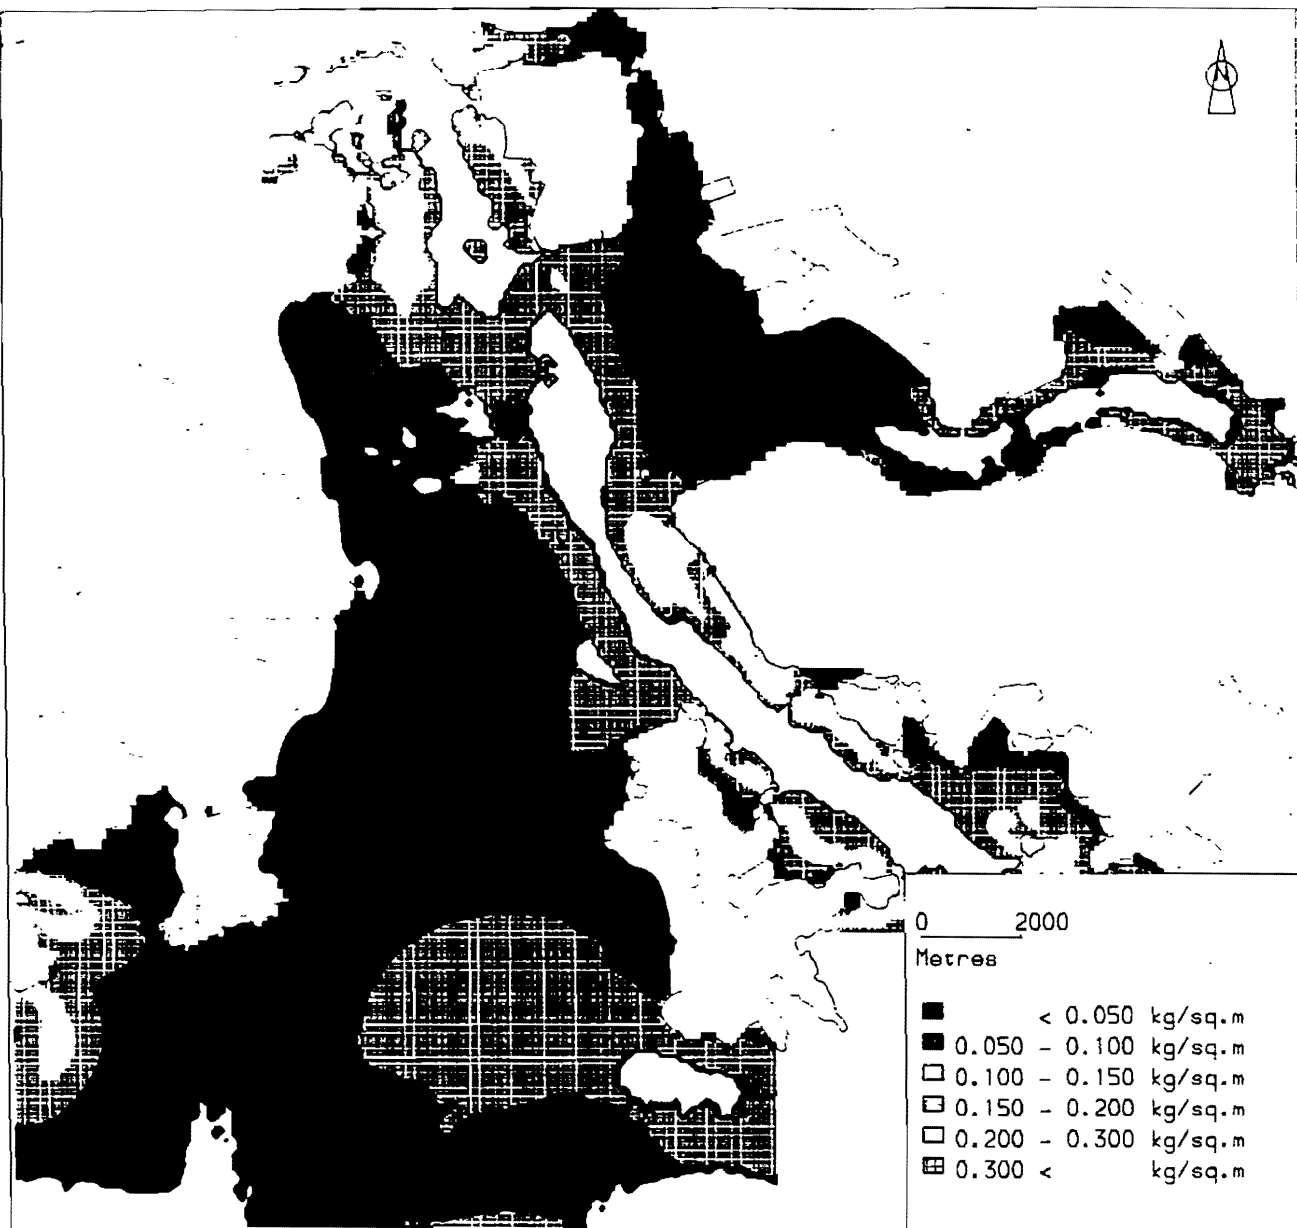 N
0 2000
Metres
< 0.050 kg/sq.m
0.050 - 0.100 kg/sq.m
0.100 - 0.150 kg/sq.m
0.150 - 0.200 kg/sq.m
0.200 - 0.300 kg/sq.m
0.300 < kg/sq.m